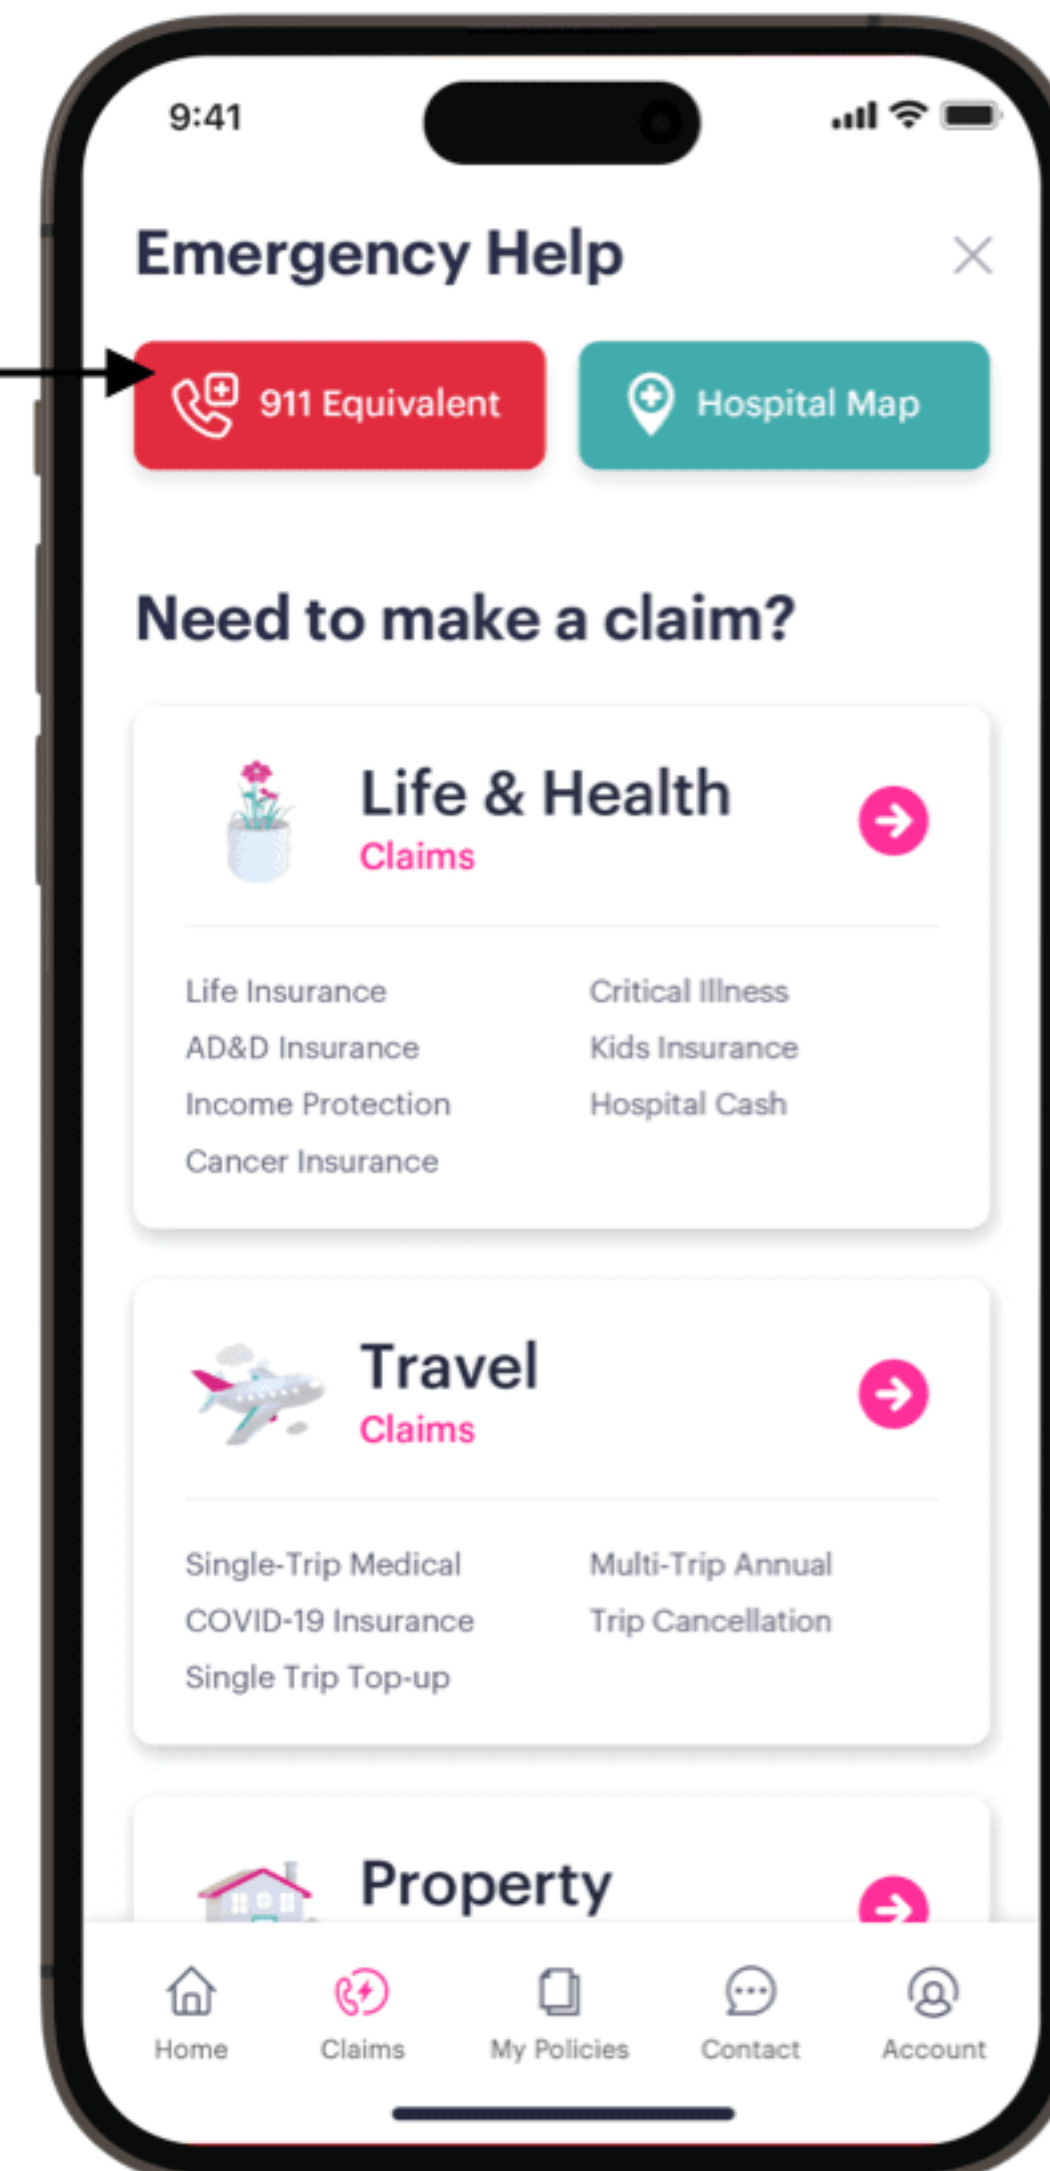 9:41
Emergency Help
911 Equivalent
Hospital Map
Need to make a claim?
Life & Health
Claims
Life Insurance
Critical Illness
AD&D Insurance
Kids Insurance
Income Protection
Hospital Cash
Cancer Insurance
Travel
Claims
Single-Trip Medical
Multi-Trip Annual
COVID-19 Insurance
Trip Cancellation
Single Trip Top-up
Property
Home
Claims
My Policies
Contact
Account